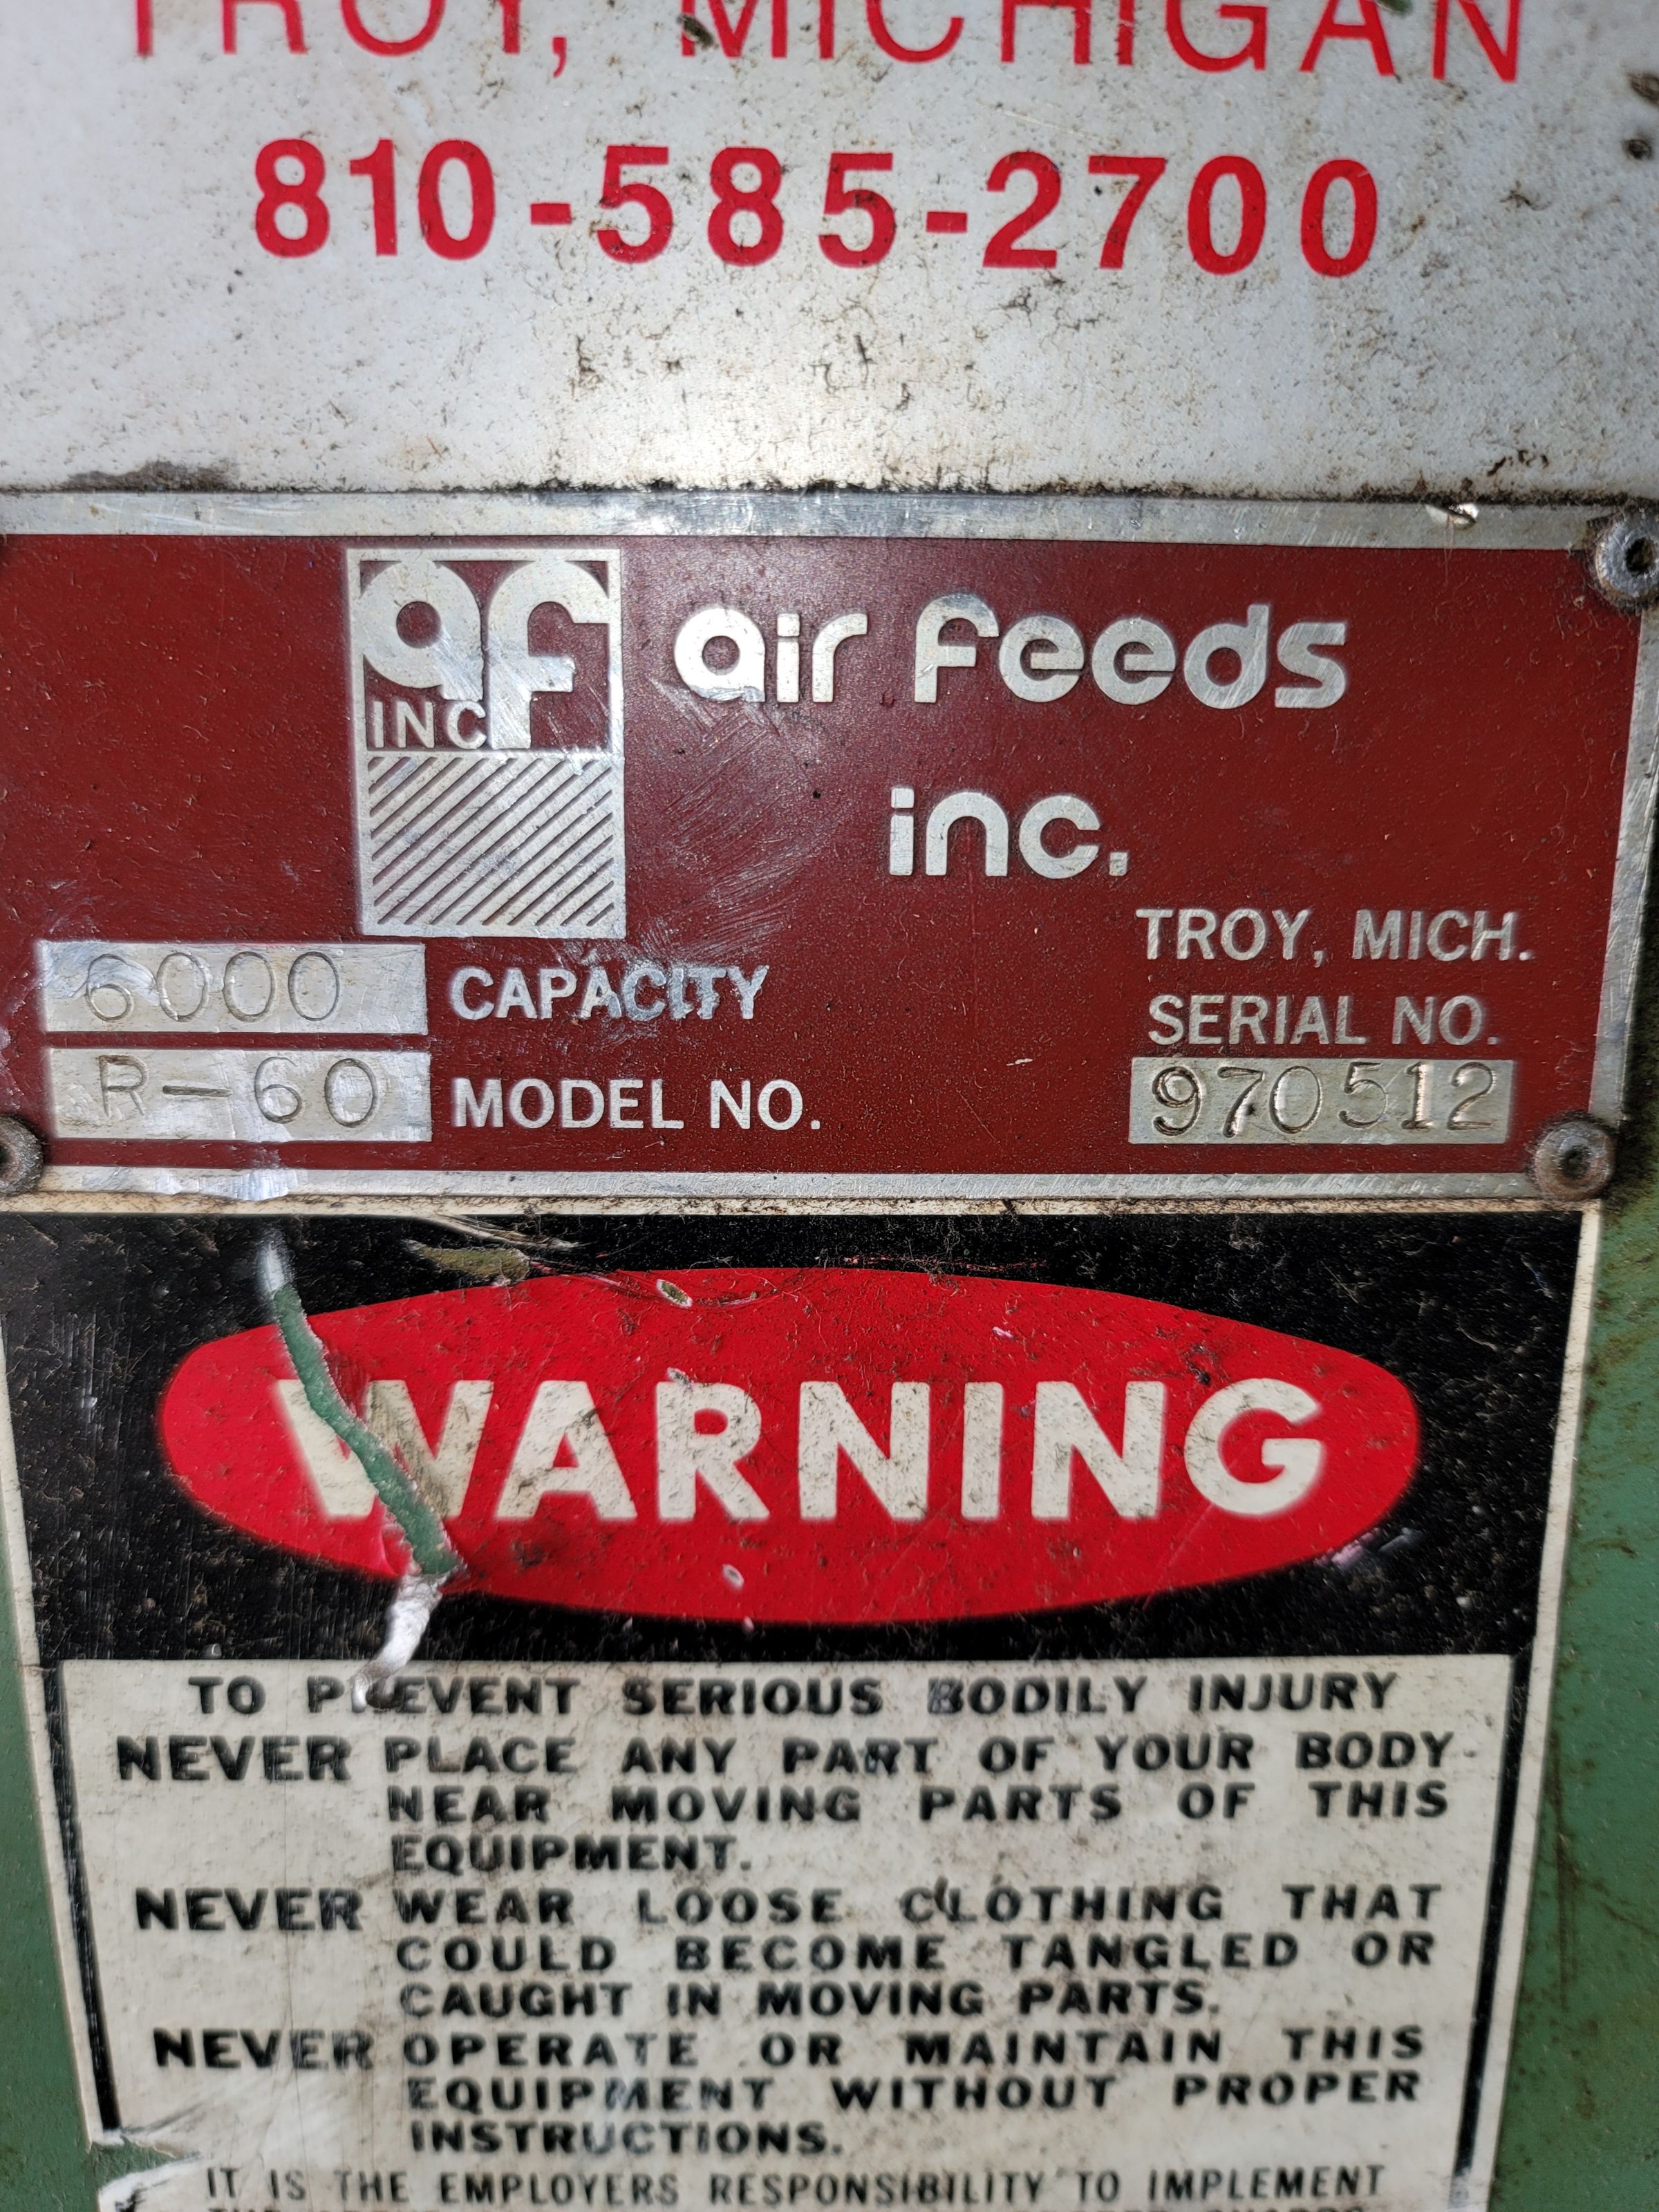 TROY, MICHIGAN
810-585-2700
af
INC
air feeds
inc.
TROY, MICH.
6000 CAPACITY
SERIAL NO.
R-60 MODEL NO.
970512
WARNING
TO PREVENT SERIOUS BODILY INJURY
NEVER PLACE ANY PART OF YOUR BODY
NEAR MOVING PARTS OF THIS
EQUIPMENT.
NEVER WEAR LOOSE CLOTHING THAT
COULD BECOME TANGLED OR
CAUGHT IN MOVING PARTS.
NEVER OPERATE OR MAINTAIN THIS
EQUIPMENT WITHOUT PROPER
INSTRUCTIONS.
IT IS THE EMPLOYERS RESPONSIBILITY TO IMPLEMENT